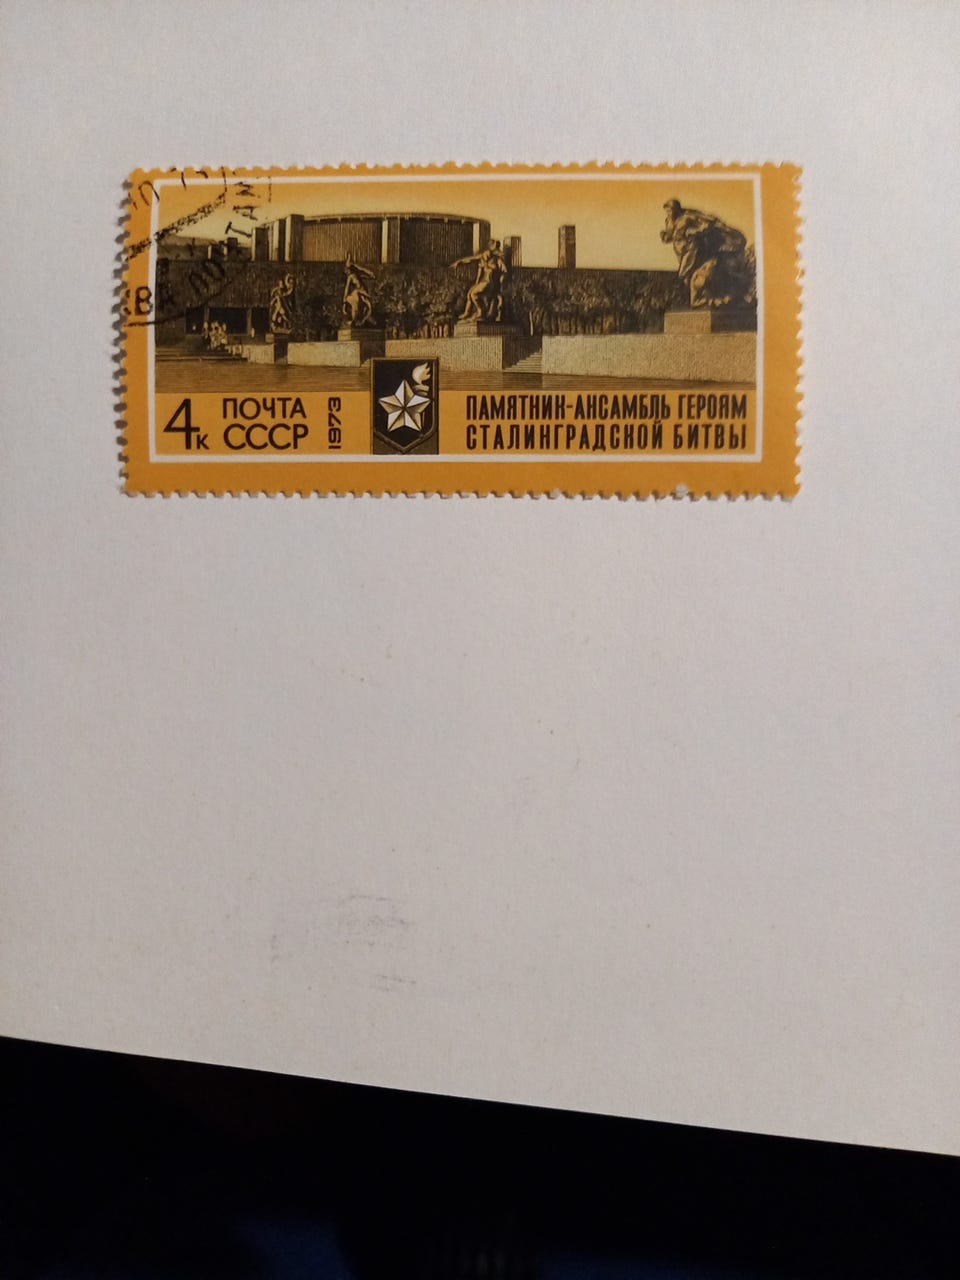 4к
ПОЧТА
СССР
1973
ПАМЯТНИК-АНСАМБЛЬ ГЕРОЯМ
СТАЛИНГРАДСКОЙ БИТВЫ